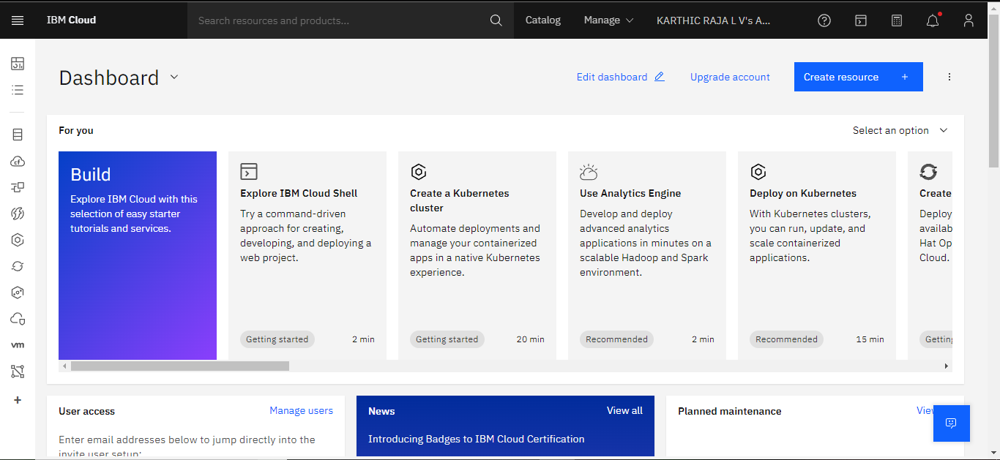 IBM Cloud
Search resources and products...
Catalog
Manage
KARTHIC RAJA L V's A...
Dashboard
Edit dashboard
Upgrade account
Create resource +
For you
Select an option
Build
Explore IBM Cloud with this
selection of easy starter
tutorials and services.
Explore IBM Cloud Shell
Try a command-driven
approach for creating,
developing, and deploying a
web project.
Getting started
2 min
Create a Kubernetes
cluster
Automate deployments and
manage your containerized
apps in a native Kubernetes
experience.
Getting started
20 min
Use Analytics Engine
Develop and deploy
advanced analytics
applications in minutes on a
scalable Hadoop and Spark
environment.
Recommended
2 min
Deploy on Kubernetes
With Kubernetes clusters,
you can run, update, and
scale containerized
applications.
Recommended
15 min
Create
Deploy
availab
Hat Op
Cloud.
Getting
cf
vm
+
User access
Manage users
Enter email addresses below to jump directly into the
invite user setup:
News
View all
Introducing Badges to IBM Cloud Certification
Planned maintenance
View